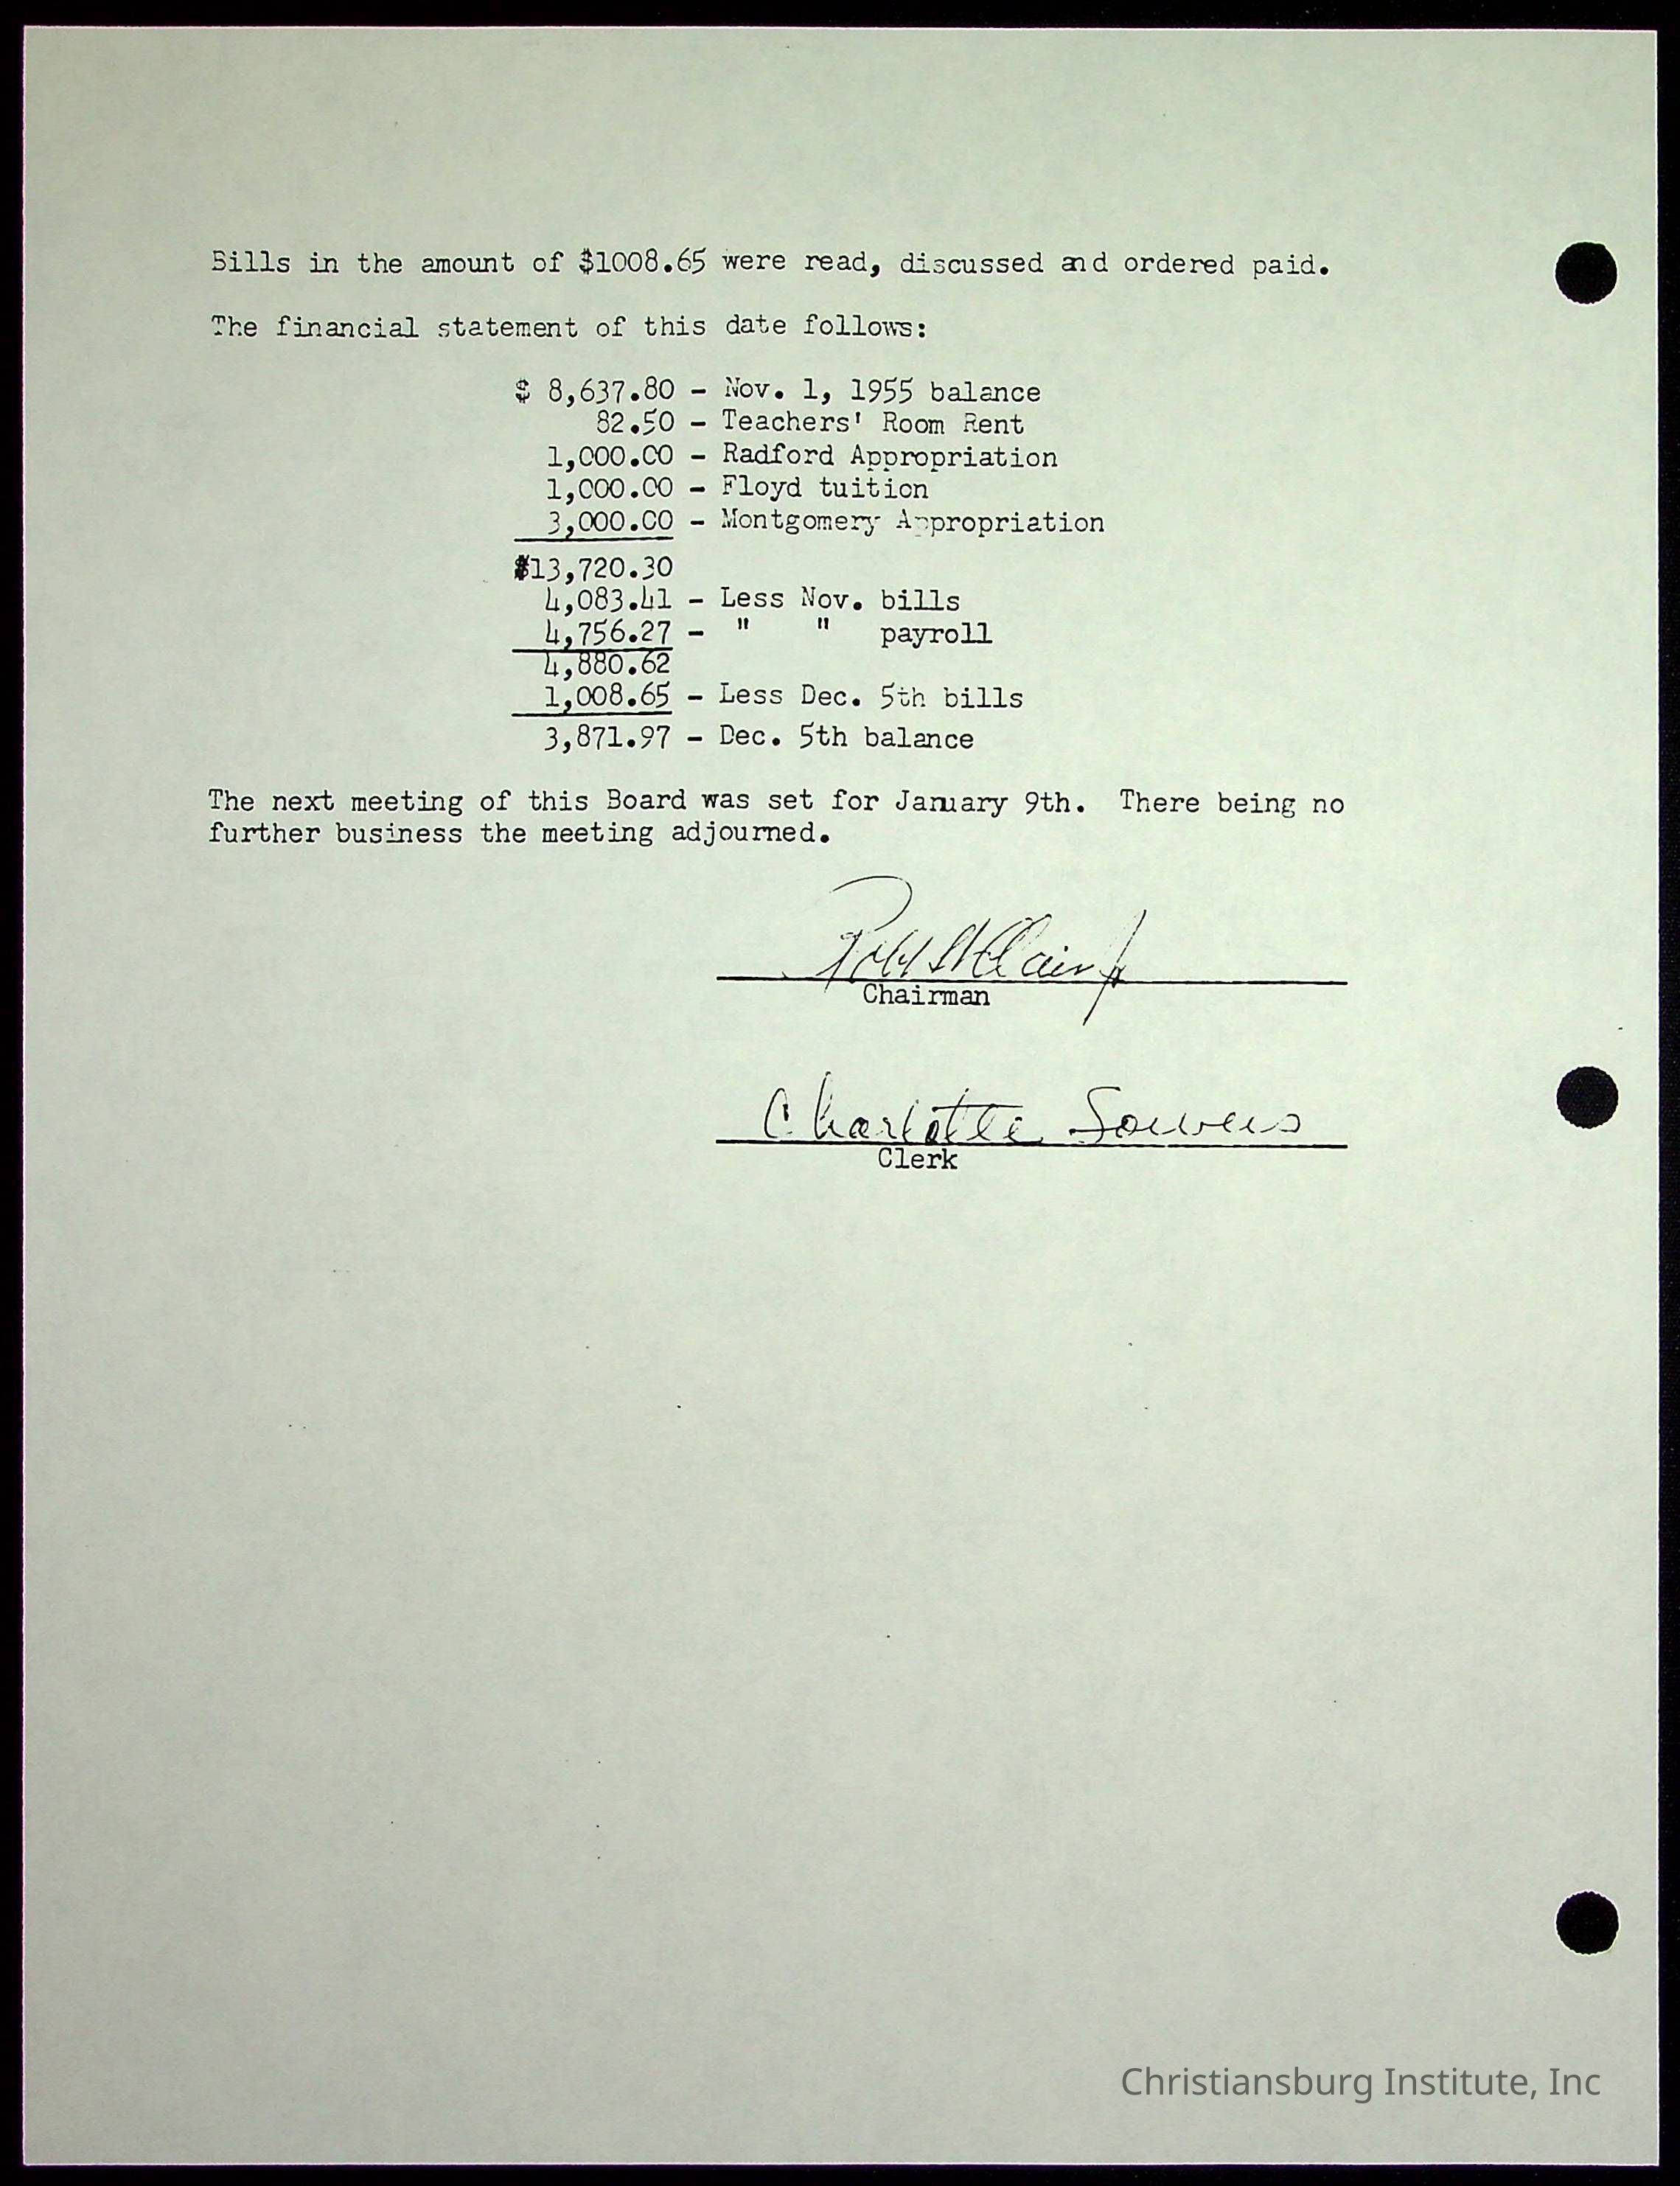 Bills in the amount of $1008.65 were read, discussed and ordered paid.
The financial statement of this date follows:
$ 8,637.80 - Nov. 1, 1955 balance
82.50 - Teachers' Room Rent
1,000.00 - Radford Appropriation
1,000.00 - Floyd tuition
3,000.00 - Montgomery Appropriation
$13,720.30
4,083.41 - Less Nov. bills
4,756.27 - " " payroll
4,880.62
1,008.65 - Less Dec. 5th bills
3,871.97 - Dec. 5th balance
The next meeting of this Board was set for January 9th. There being no
further business the meeting adjourned.
Chairman
Charlotte Sowers
Clerk
Christiansburg Institute, Inc